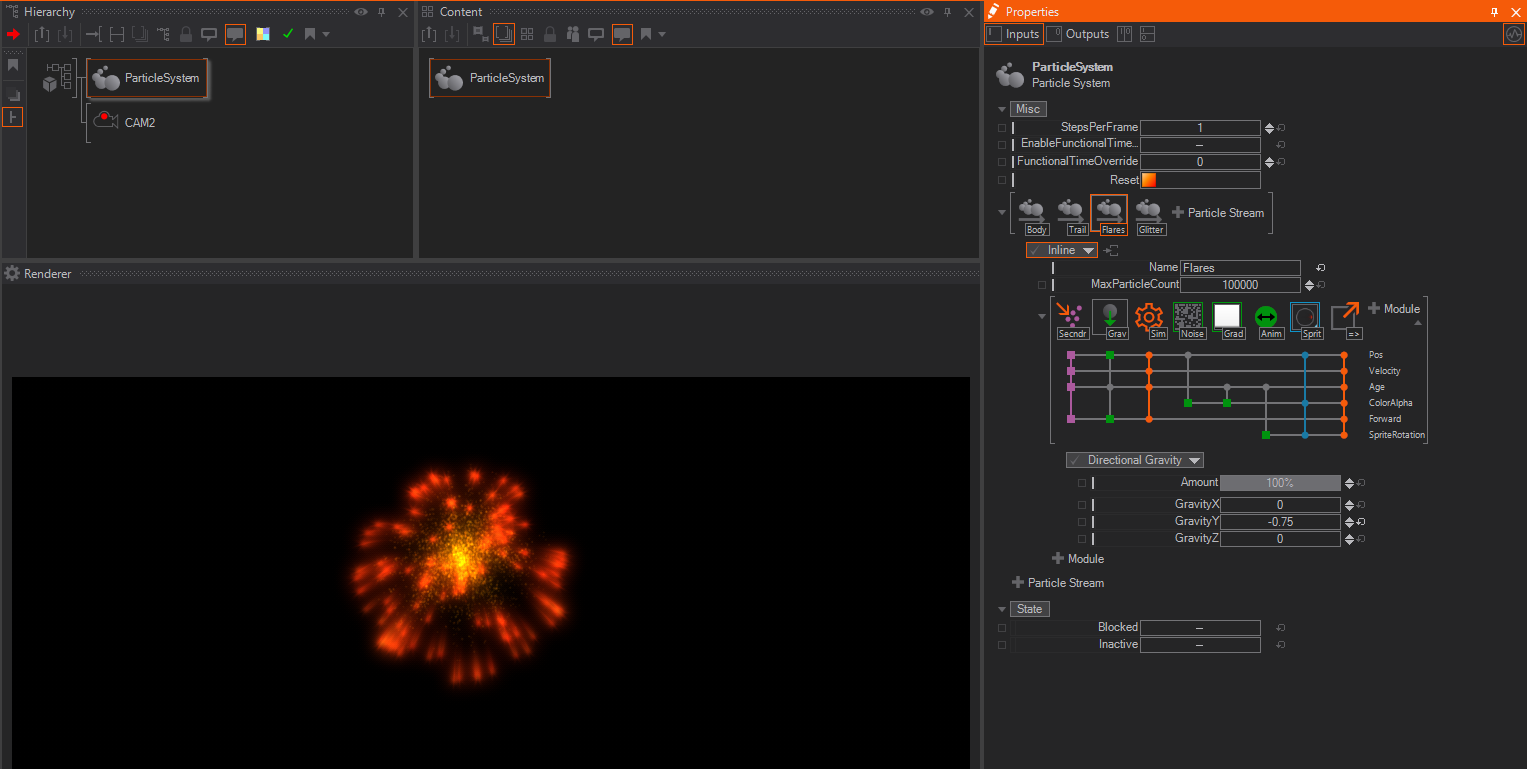 Hierarchy
Content
Properties
Inputs
Outputs
ParticleSystem
CAM2
ParticleSystem
ParticleSystem
Particle System
Misc
StepsPerFrame
1
EnableFunctionalTime...
–
FunctionalTimeOverride
0
Reset
Body
Trail
Flares
Glitter
Particle Stream
Inline
Name
Flares
MaxParticleCount
100000
Secndr
Grav
Sim
Noise
Grad
Anim
Sprit
=>
Module
Pos
Velocity
Age
ColorAlpha
Forward
SpriteRotation
Directional Gravity
Amount
100%
GravityX
0
GravityY
-0.75
GravityZ
0
Module
Particle Stream
State
Blocked
–
Inactive
–
Renderer